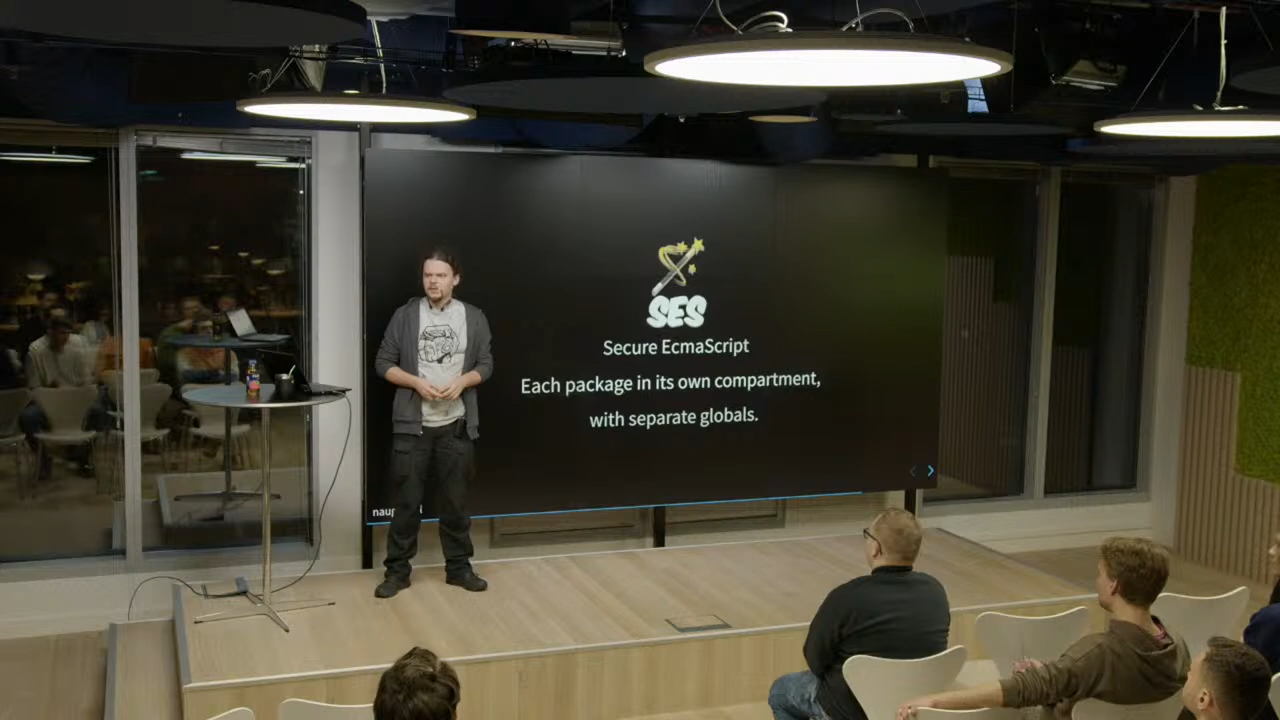 SES
Secure EcmaScript
Each package in its own compartment,
with separate globals.